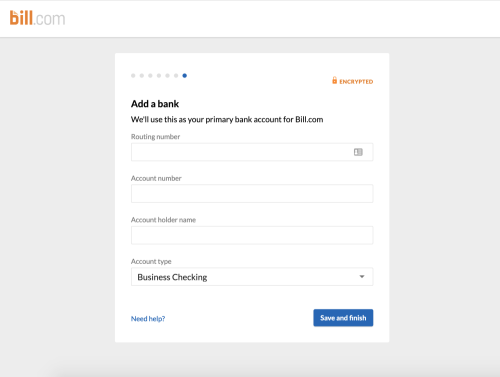 bill.com
ENCRYPTED
Add a bank
We'll use this as your primary bank account for Bill.com
Routing number
Account number
Account holder name
Account type
Business Checking
Need help?
Save and finish